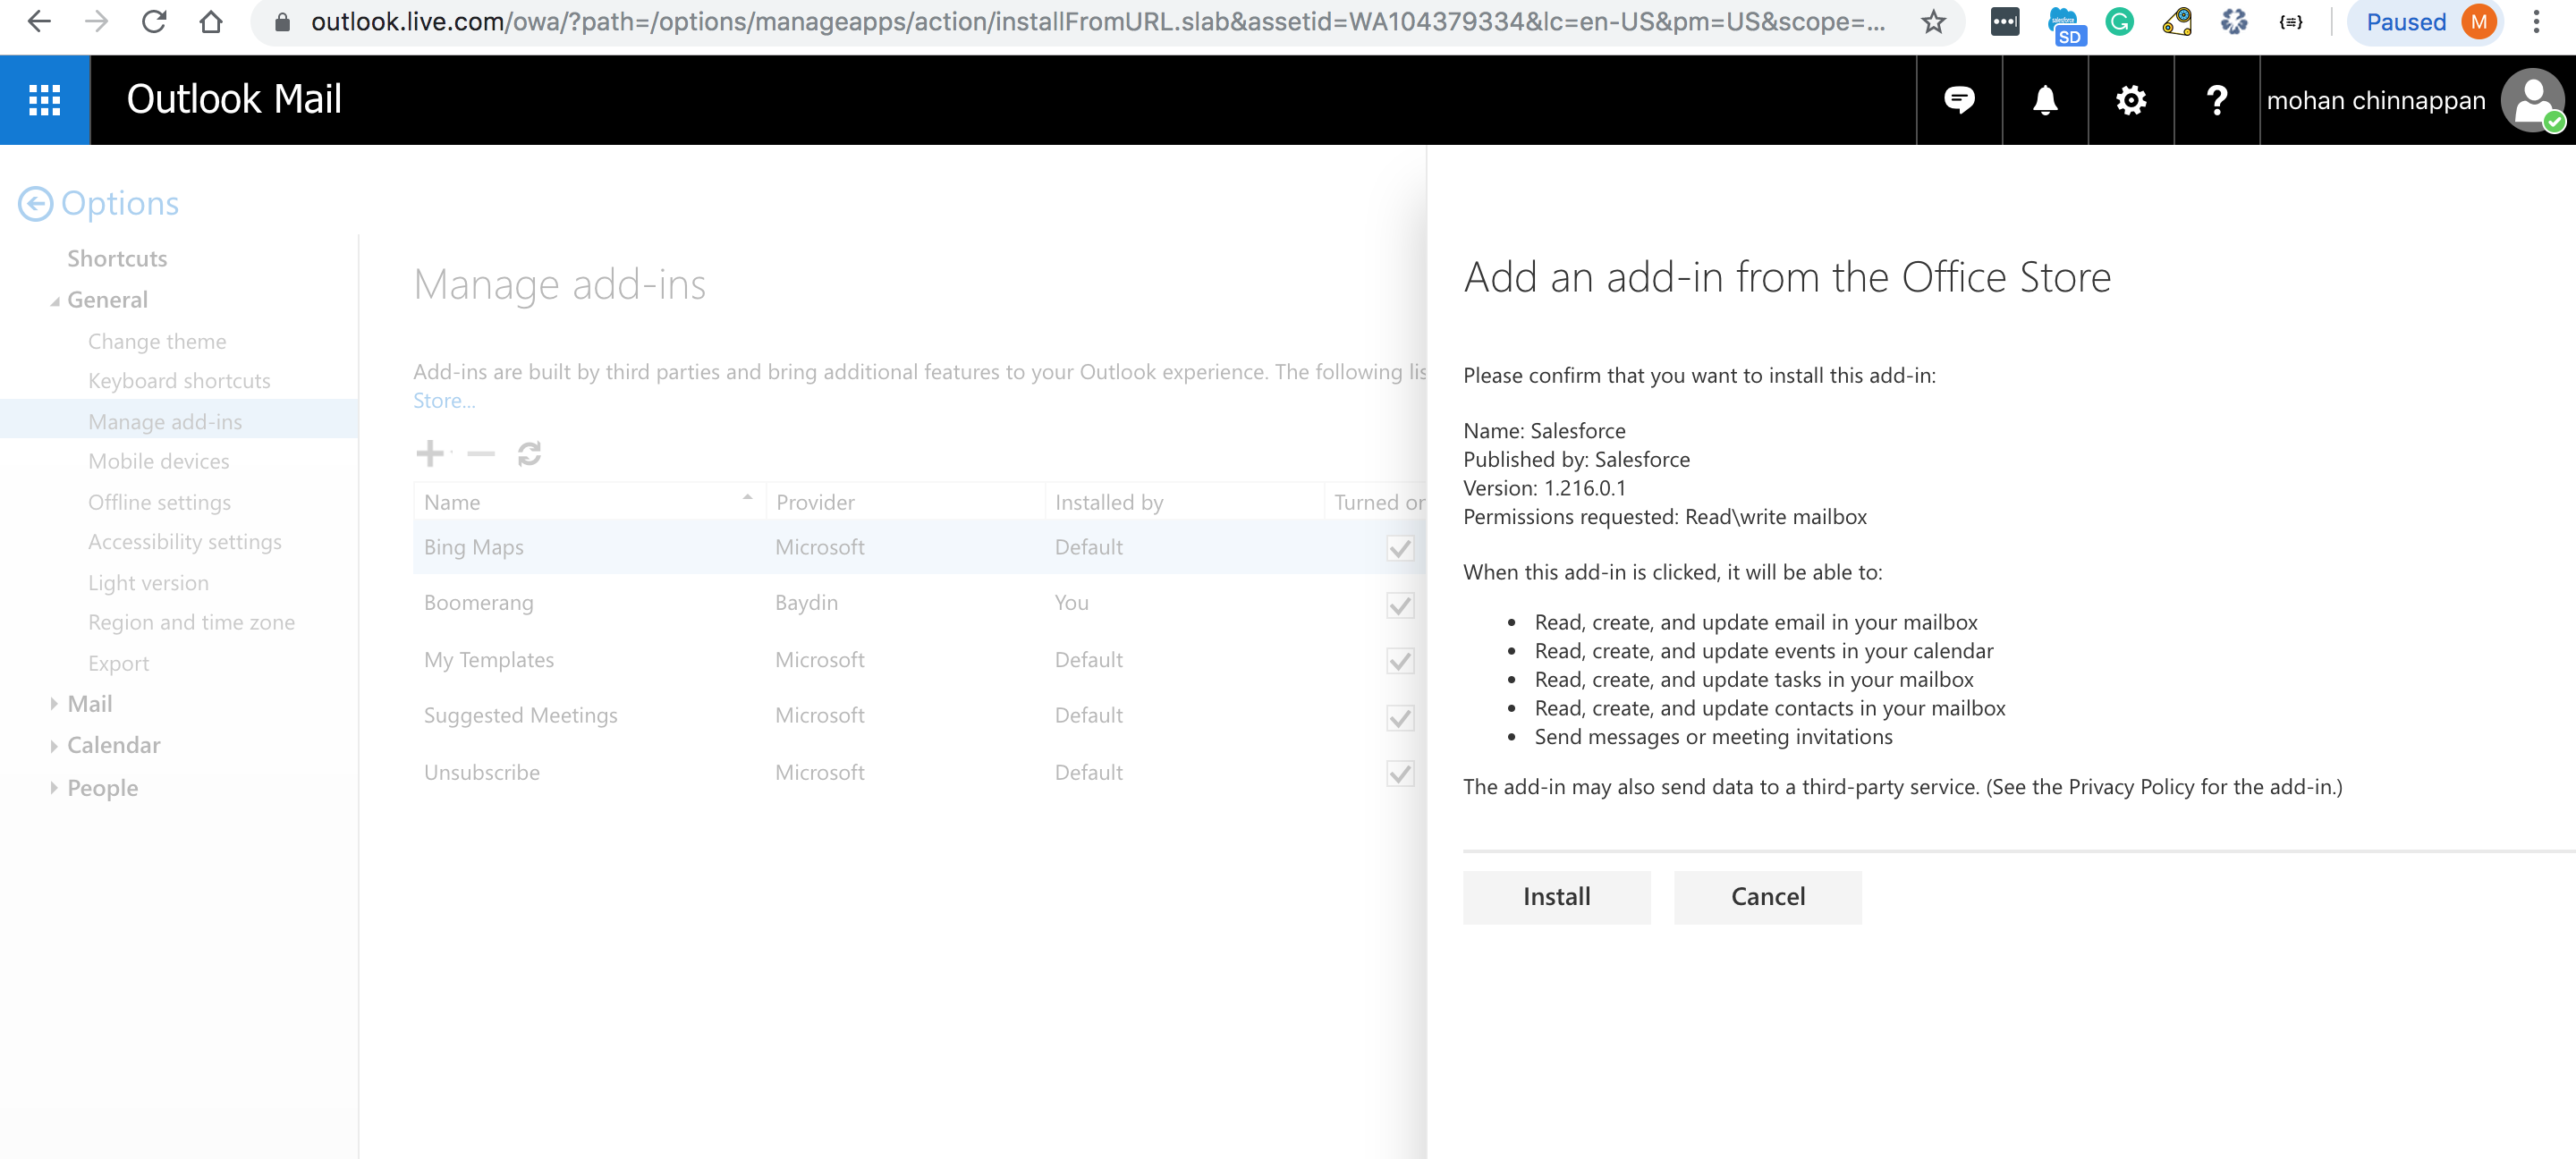 outlook.live.com/owa/?path=/options/manageapps/action/installFromURL.slab&assetid=WA104379334&lc=en-US&pm=US&scope=...
salesforce
SD
G
{≡}
Paused
M
Outlook Mail
?
mohan chinnappan
Options
Shortcuts
General
Change theme
Keyboard shortcuts
Manage add-ins
Mobile devices
Offline settings
Accessibility settings
Light version
Region and time zone
Export
Mail
Calendar
People
Manage add-ins
Add-ins are built by third parties and bring additional features to your Outlook experience. The following lis
Store...
Name Provider Installed by Turned or
Bing Maps Microsoft Default
Boomerang Baydin You
My Templates Microsoft Default
Suggested Meetings Microsoft Default
Unsubscribe Microsoft Default
Add an add-in from the Office Store
Please confirm that you want to install this add-in:
Name: Salesforce
Published by: Salesforce
Version: 1.216.0.1
Permissions requested: Read\write mailbox
When this add-in is clicked, it will be able to:
• Read, create, and update email in your mailbox
• Read, create, and update events in your calendar
• Read, create, and update tasks in your mailbox
• Read, create, and update contacts in your mailbox
• Send messages or meeting invitations
The add-in may also send data to a third-party service. (See the Privacy Policy for the add-in.)
Install Cancel